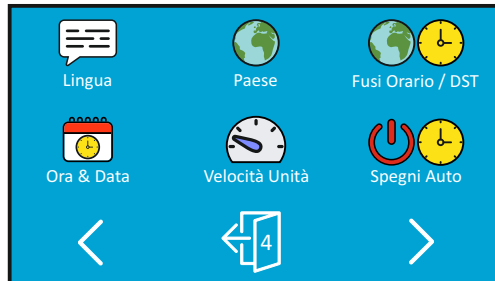 Lingua
Paese
Fusi Orario / DST
Ora & Data
Velocità Unità
Spegni Auto
4